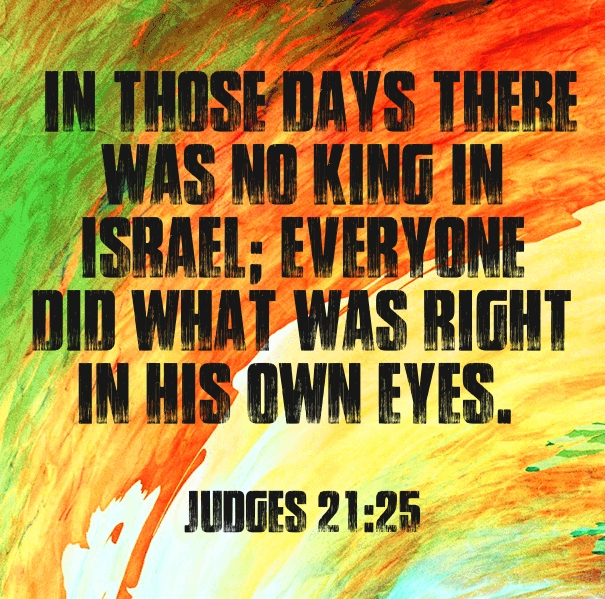 IN THOSE DAYS THERE
WAS NO KING IN
ISRAEL; EVERYONE
DID WHAT WAS RIGHT
IN HIS OWN EYES.
JUDGES 21:25